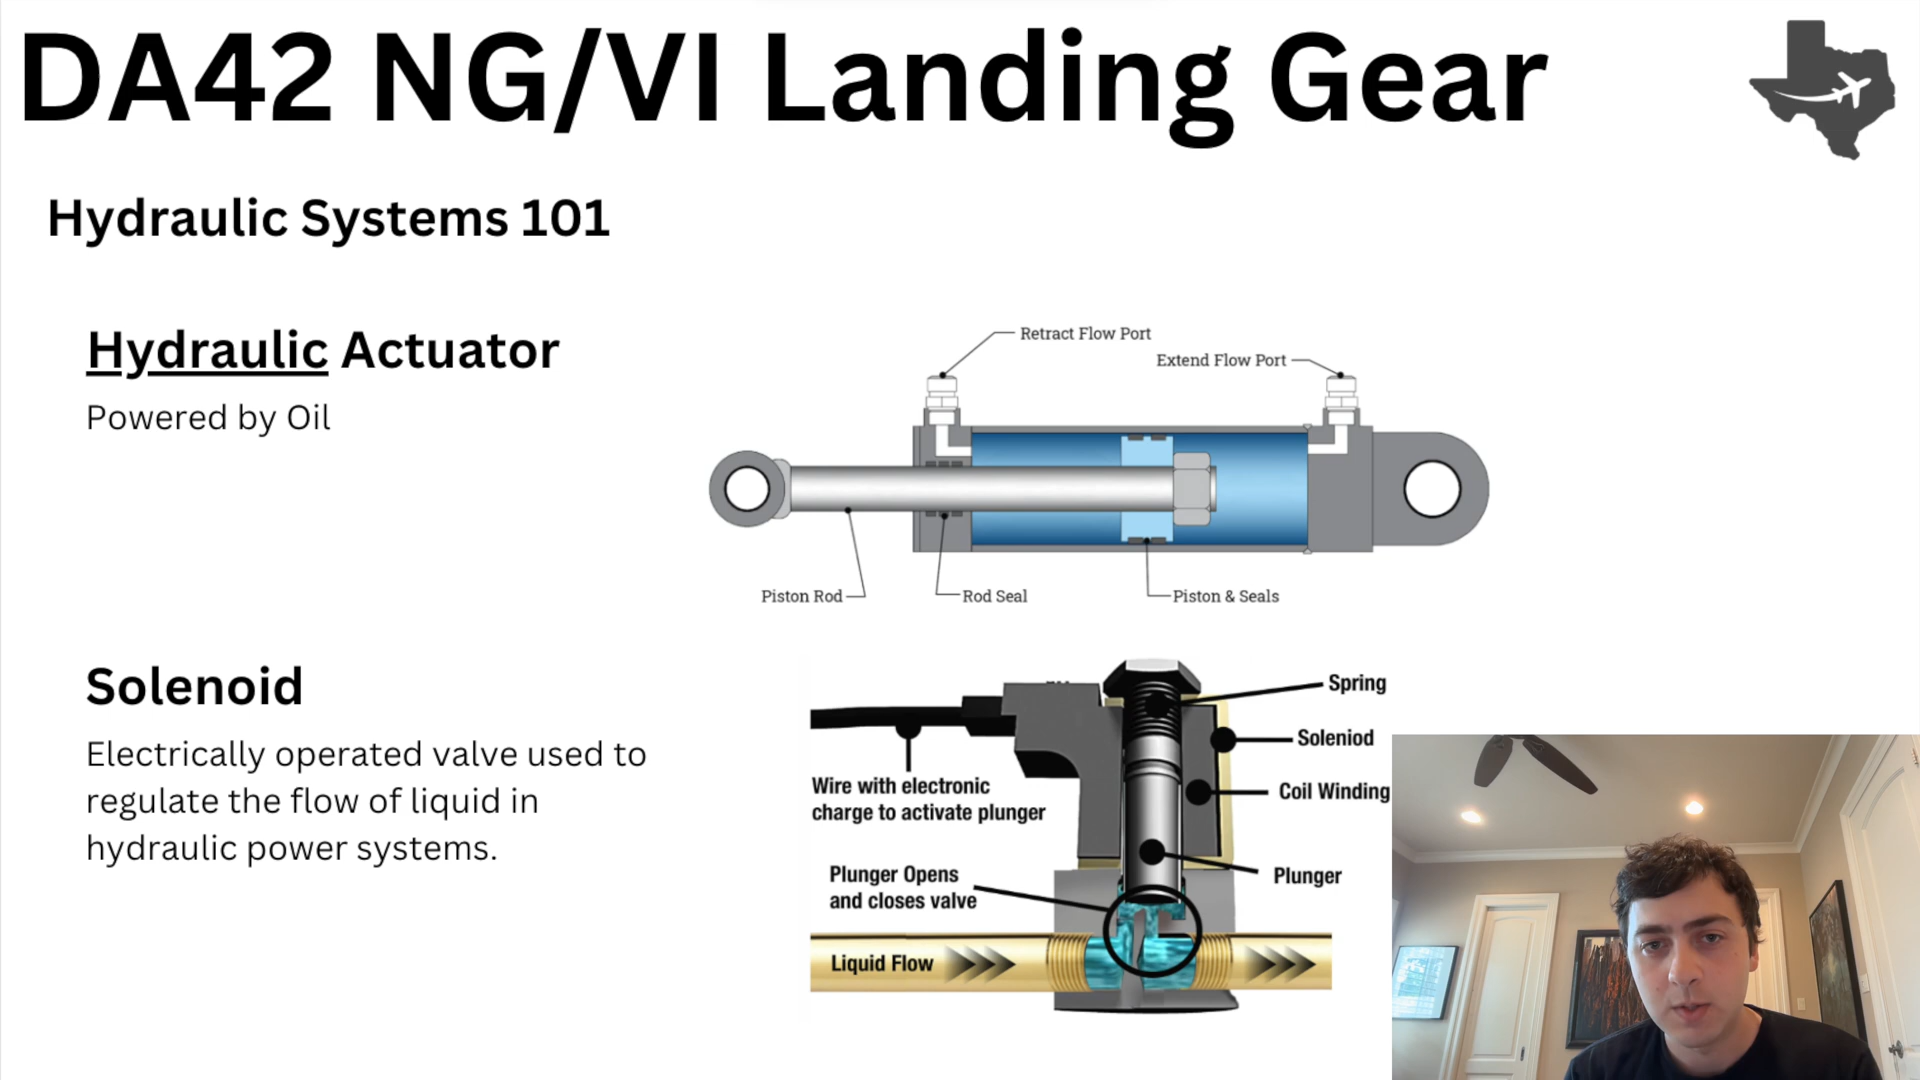 DA42 NG/VI Landing Gear
Hydraulic Systems 101
Hydraulic Actuator
Powered by Oil
Retract Flow Port
Extend Flow Port
Piston Rod
Rod Seal
Piston & Seals
Solenoid
Electrically operated valve used to
regulate the flow of liquid in
hydraulic power systems.
Spring
Soleniod
Coil Winding
Wire with electronic
charge to activate plunger
Plunger
Plunger Opens
and closes valve
Liquid Flow